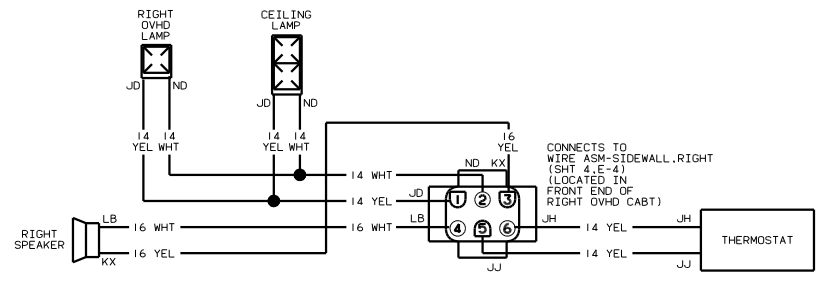 RIGHT
OVHD
LAMP
CEILING
LAMP
JD
ND
JD
ND
14
YEL
14
WHT
14
YEL
14
WHT
16
YEL
CONNECTS TO
WIRE ASM-SIDEWALL,RIGHT
(SHT 4,E-4)
(LOCATED IN
FRONT END OF
RIGHT OVHD CABT)
14 WHT
ND
KX
14 YEL
JD
1
2
3
RIGHT
SPEAKER
LB
16 WHT
16 WHT
LB
4
5
6
JH
14 YEL
JH
THERMOSTAT
KX
16 YEL
JJ
14 YEL
JJ